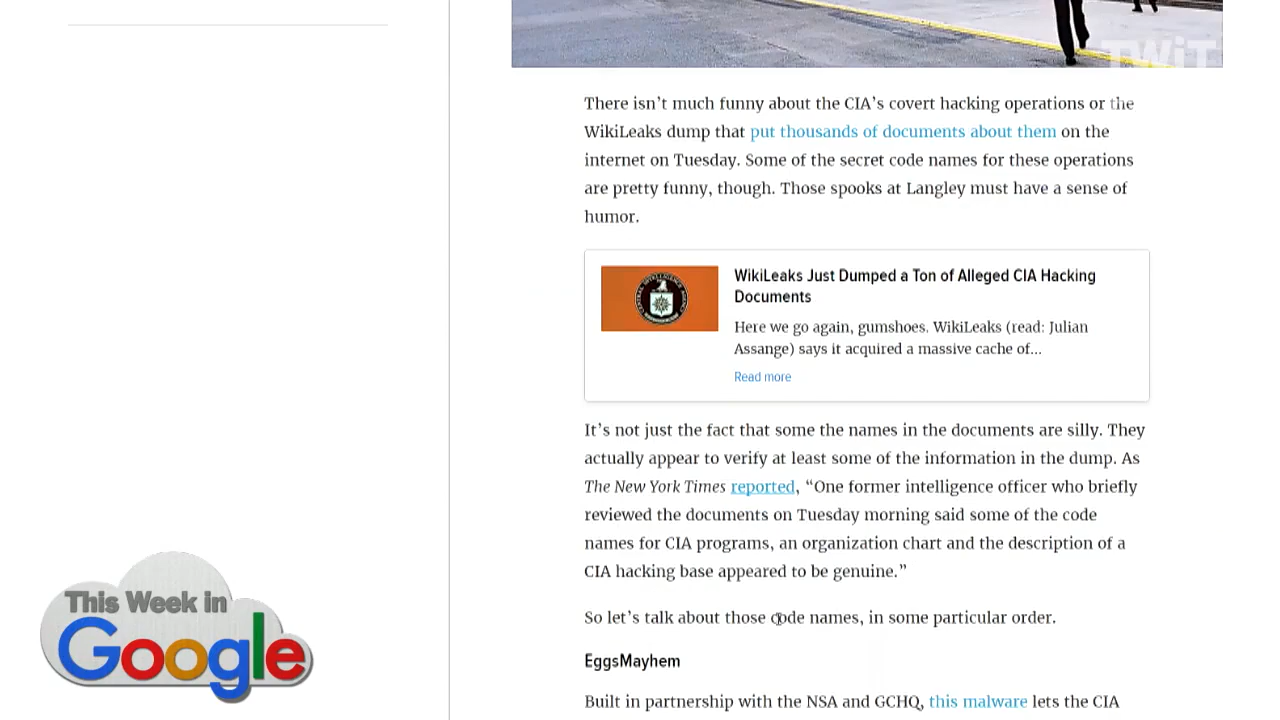 TWiT
There isn’t much funny about the CIA’s covert hacking operations or the
WikiLeaks dump that put thousands of documents about them on the
internet on Tuesday. Some of the secret code names for these operations
are pretty funny, though. Those spooks at Langley must have a sense of
humor.
WikiLeaks Just Dumped a Ton of Alleged CIA Hacking
Documents
Here we go again, gumshoes. WikiLeaks (read: Julian
Assange) says it acquired a massive cache of...
Read more
It’s not just the fact that some the names in the documents are silly. They
actually appear to verify at least some of the information in the dump. As
The New York Times reported, “One former intelligence officer who briefly
reviewed the documents on Tuesday morning said some of the code
names for CIA programs, an organization chart and the description of a
CIA hacking base appeared to be genuine.”
So let’s talk about those code names, in some particular order.
EggsMayhem
Built in partnership with the NSA and GCHQ, this malware lets the CIA
This Week in
Google